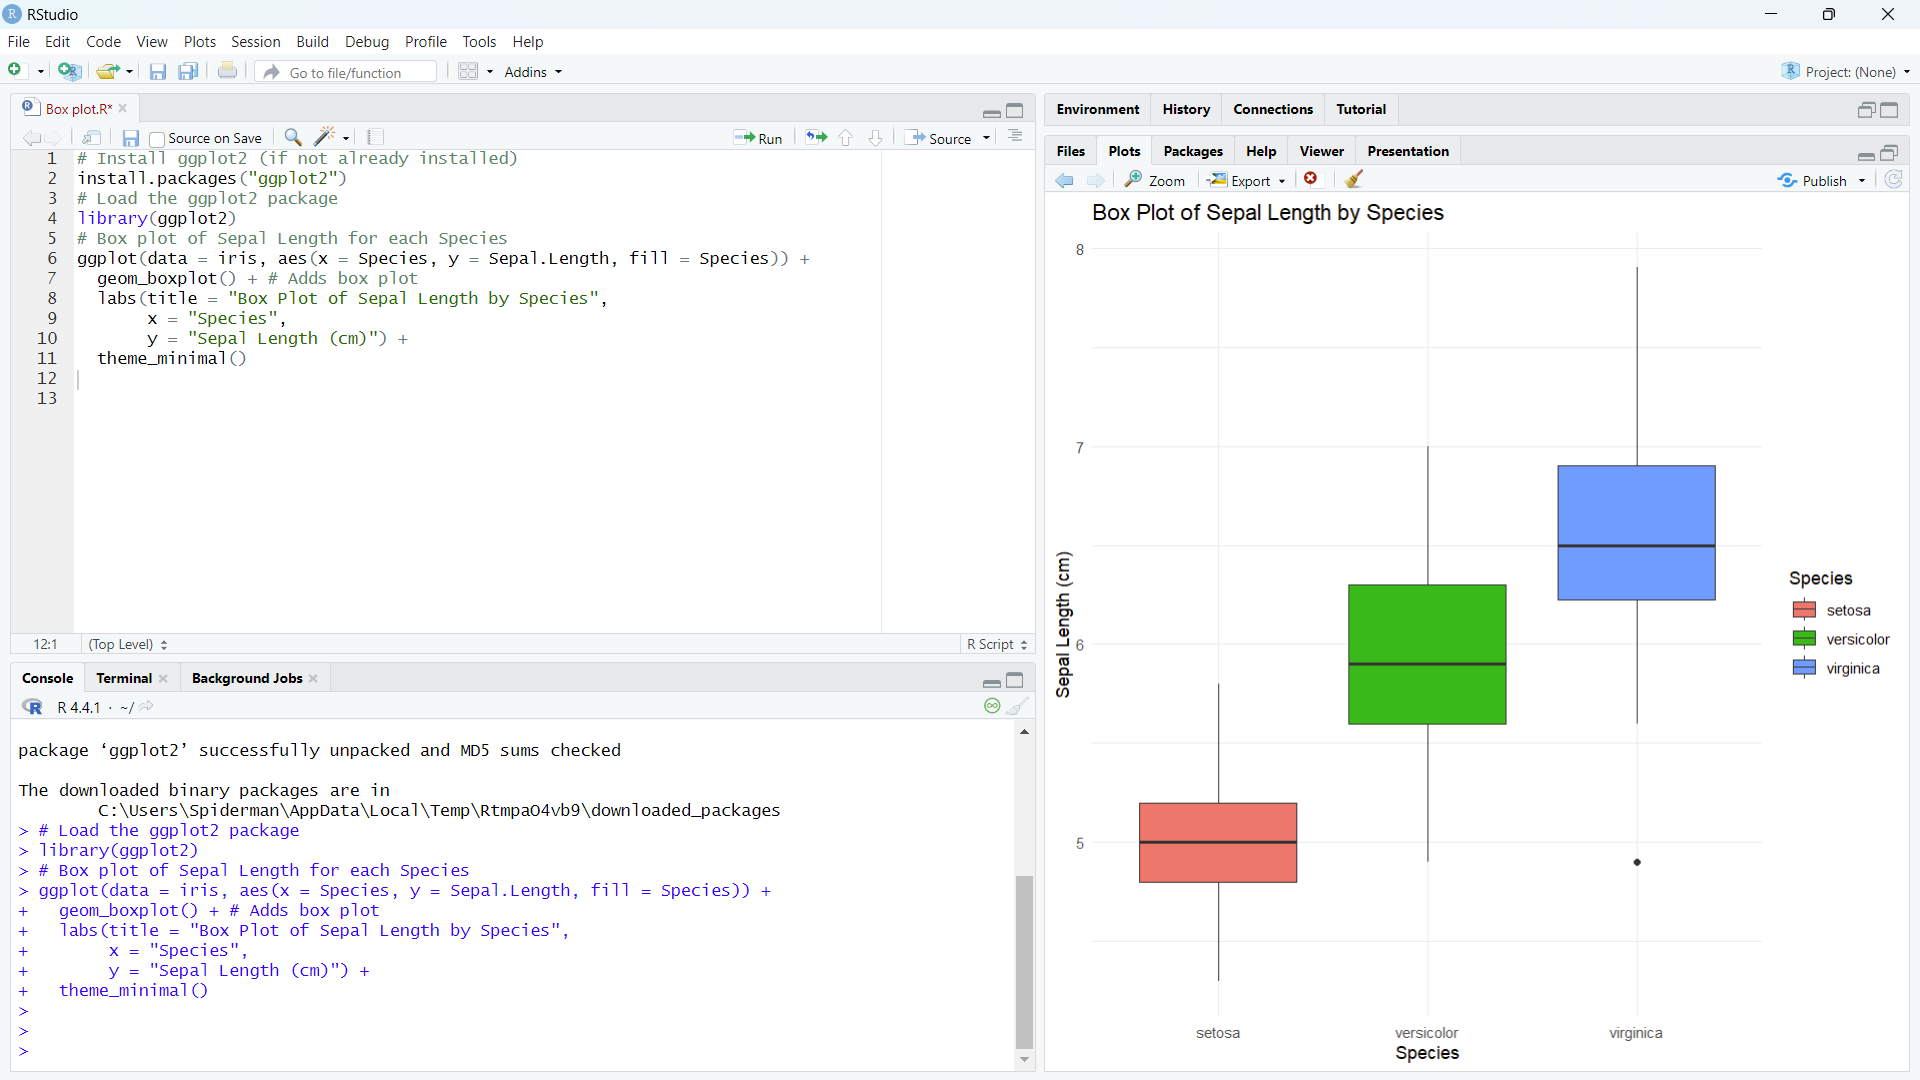 RStudio
File Edit Code View Plots Session Build Debug Profile Tools Help
Go to file/function Addins Project: (None)
Box plot.R*
Source on Save Run Source
1 # Install ggplot2 (if not already installed)
2 install.packages("ggplot2")
3 # Load the ggplot2 package
4 library(ggplot2)
5 # Box plot of Sepal Length for each Species
6 ggplot(data = iris, aes(x = Species, y = Sepal.Length, fill = Species)) +
7   geom_boxplot() + # Adds box plot
8   labs(title = "Box Plot of Sepal Length by Species",
9        x = "Species",
10        y = "Sepal Length (cm)") +
11   theme_minimal()
12
13
12:1 (Top Level) R Script
Console Terminal Background Jobs
R 4.4.1 · ~/
package ‘ggplot2’ successfully unpacked and MD5 sums checked
The downloaded binary packages are in
C:\Users\Spiderman\AppData\Local\Temp\RtmpaO4vb9\downloaded_packages
> # Load the ggplot2 package
> library(ggplot2)
> # Box plot of Sepal Length for each Species
> ggplot(data = iris, aes(x = Species, y = Sepal.Length, fill = Species)) +
+   geom_boxplot() + # Adds box plot
+   labs(title = "Box Plot of Sepal Length by Species",
+        x = "Species",
+        y = "Sepal Length (cm)") +
+   theme_minimal()
>
>
>
Environment History Connections Tutorial
Files Plots Packages Help Viewer Presentation
Zoom Export Publish
Box Plot of Sepal Length by Species
8
7
6
5
Sepal Length (cm)
setosa versicolor virginica
Species
Species
setosa
versicolor
virginica